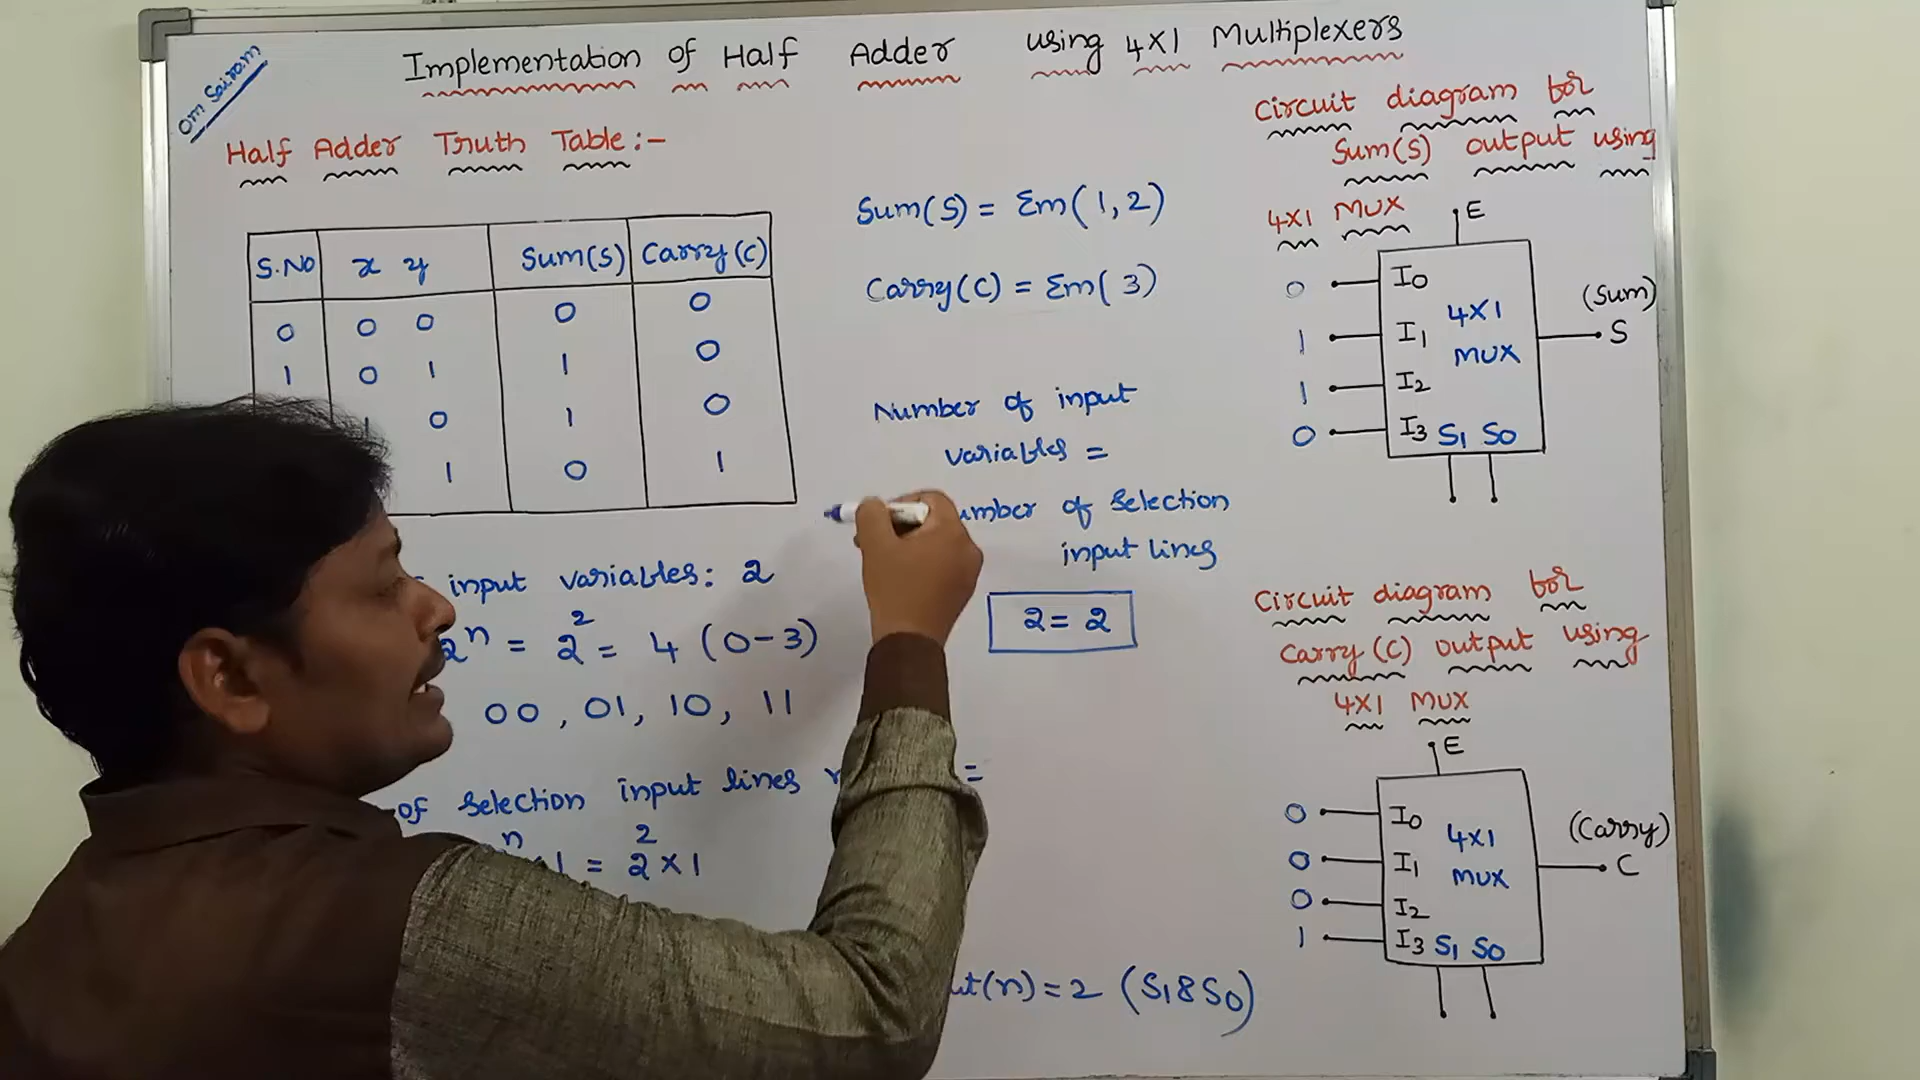 Om Sairam
Implementation of Half Adder using 4X1 Multiplexers
Half Adder Truth Table:-
S.NO x y Sum(S) Carry(C)
0 0 0 0 0
1 0 1 1 0
0 1 0
1 0 1
input variables: 2
2ⁿ = 2² = 4 (0-3)
00, 01, 10, 11
of selection input lines =
n
1 = 2² X 1
Sum(S) = Σm(1,2)
Carry(C) = Σm(3)
Number of input
variables =
of selection
input lines
2 = 2
(n) = 2 (S1&S0)
Circuit diagram for
Sum(S) output using
4X1 MUX
E
0 I0
1 I1
1 I2
0 I3
4X1
MUX
S1 S0
(Sum)
S
Circuit diagram for
Carry(C) output using
4X1 MUX
E
0 I0
0 I1
0 I2
1 I3
4X1
MUX
S1 S0
(Carry)
C